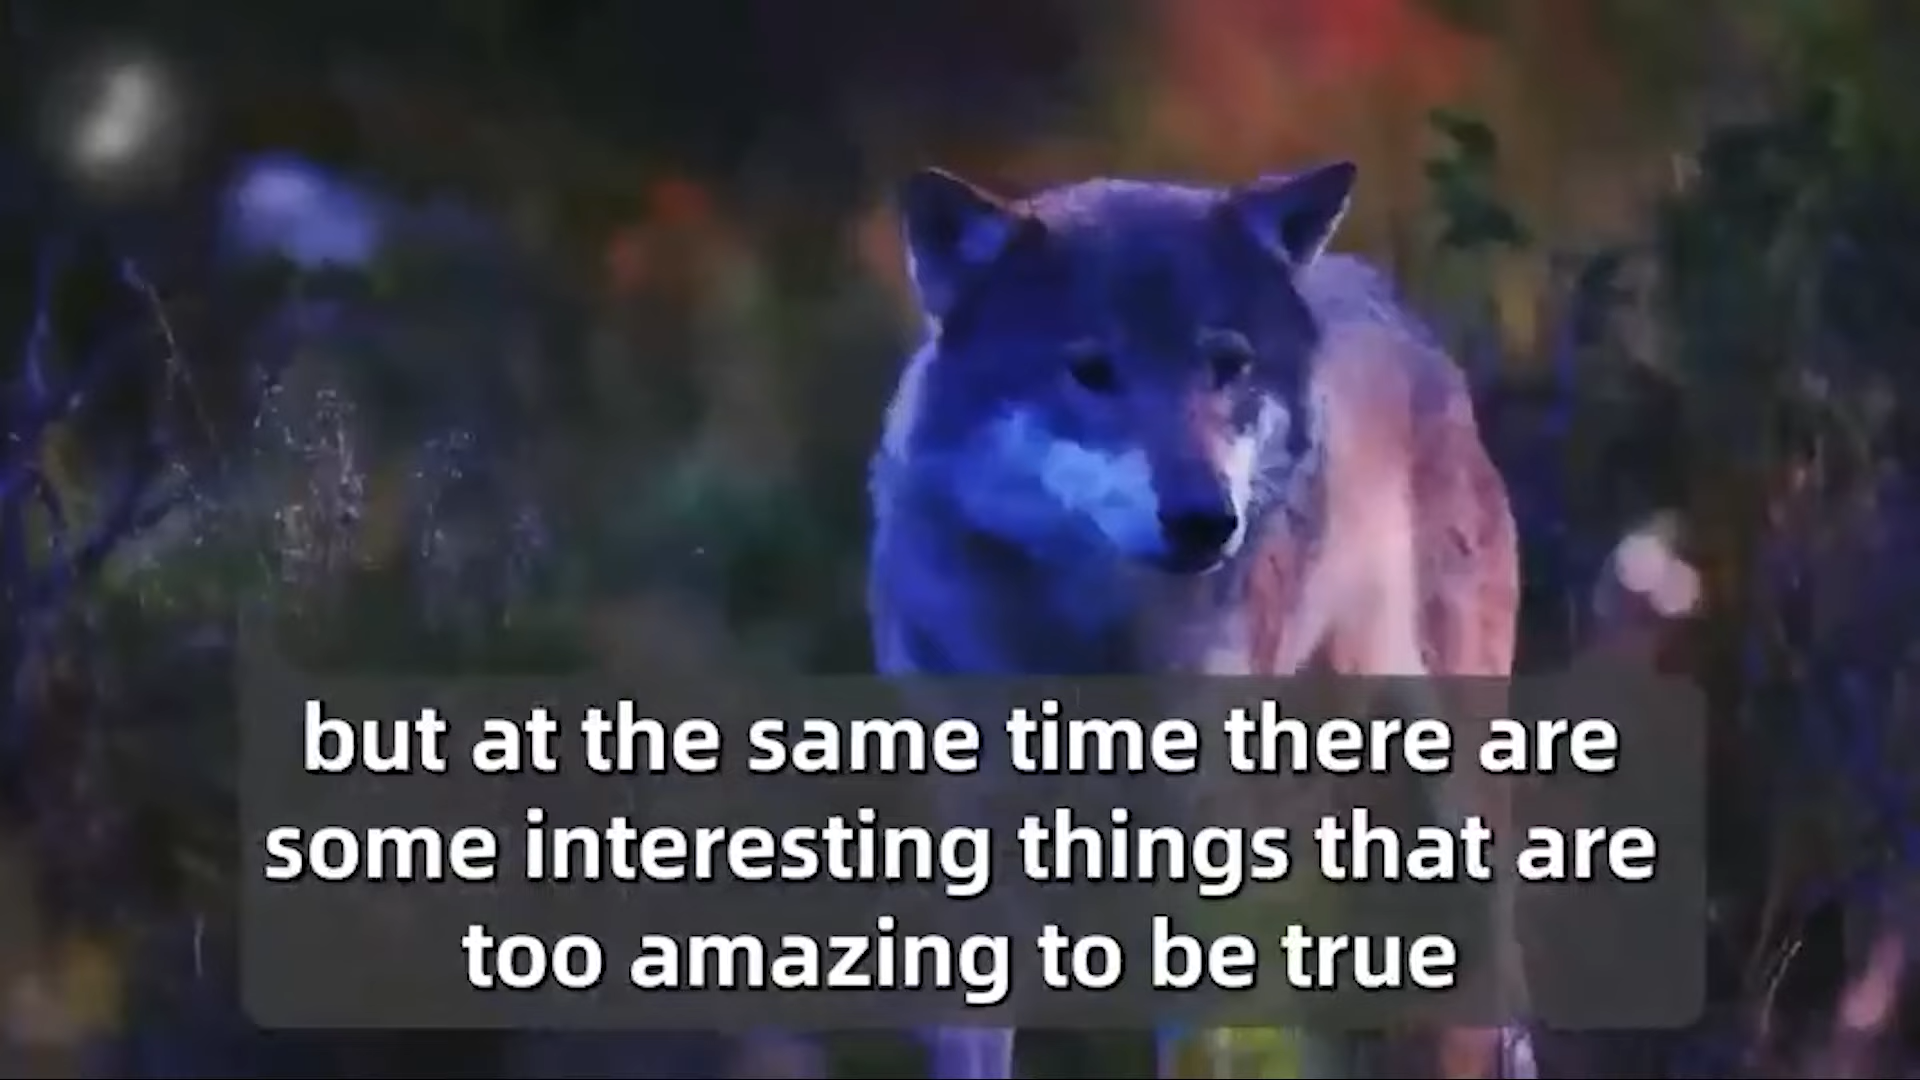 but at the same time there are
some interesting things that are
too amazing to be true